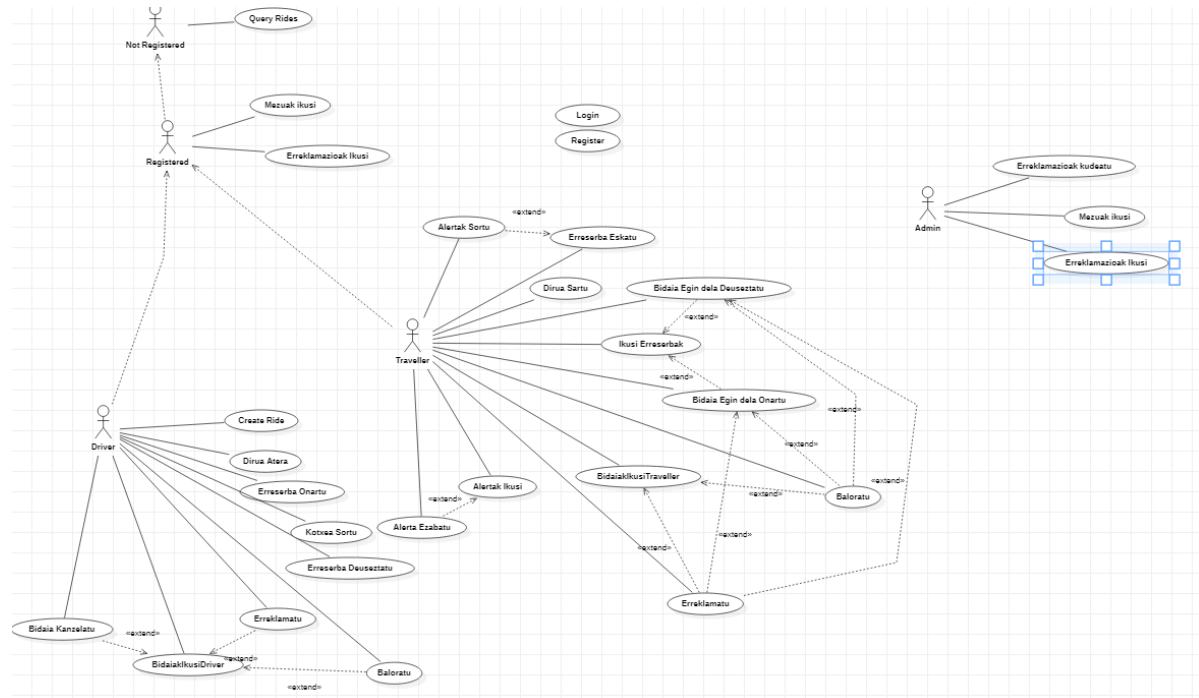 Query Rides
Not Registered
Mezuak ikusi
Login
Register
Registered
Erreklamazioak Ikusi
Erreklamazioak kudeatu
Mezuak ikusi
Admin
Erreklamazioak Ikusi
«extend»
Alertak Sortu
Erreserba Eskatu
Dirua Sartu
Bidaia Egin dela Deuseztatu
«extend»
Ikusi Erreserbak
Traveller
«extend»
Bidaia Egin dela Onartu
«extend»
Create Ride
Driver
«extend»
Dirua Atera
BidaiakIkusiTraveller
«extend»
Erreserba Onartu
Alertak Ikusi
«extend»
«extend»
Baloratu
Kotxea Sortu
Alerta Ezabatu
«extend»
«extend»
Erreserba Deuseztatu
Erreklamatu
Erreklamatu
Bidaia Kanzelatu
«extend»
BidaiakIkusiDriver
«extend»
Baloratu
«extend»